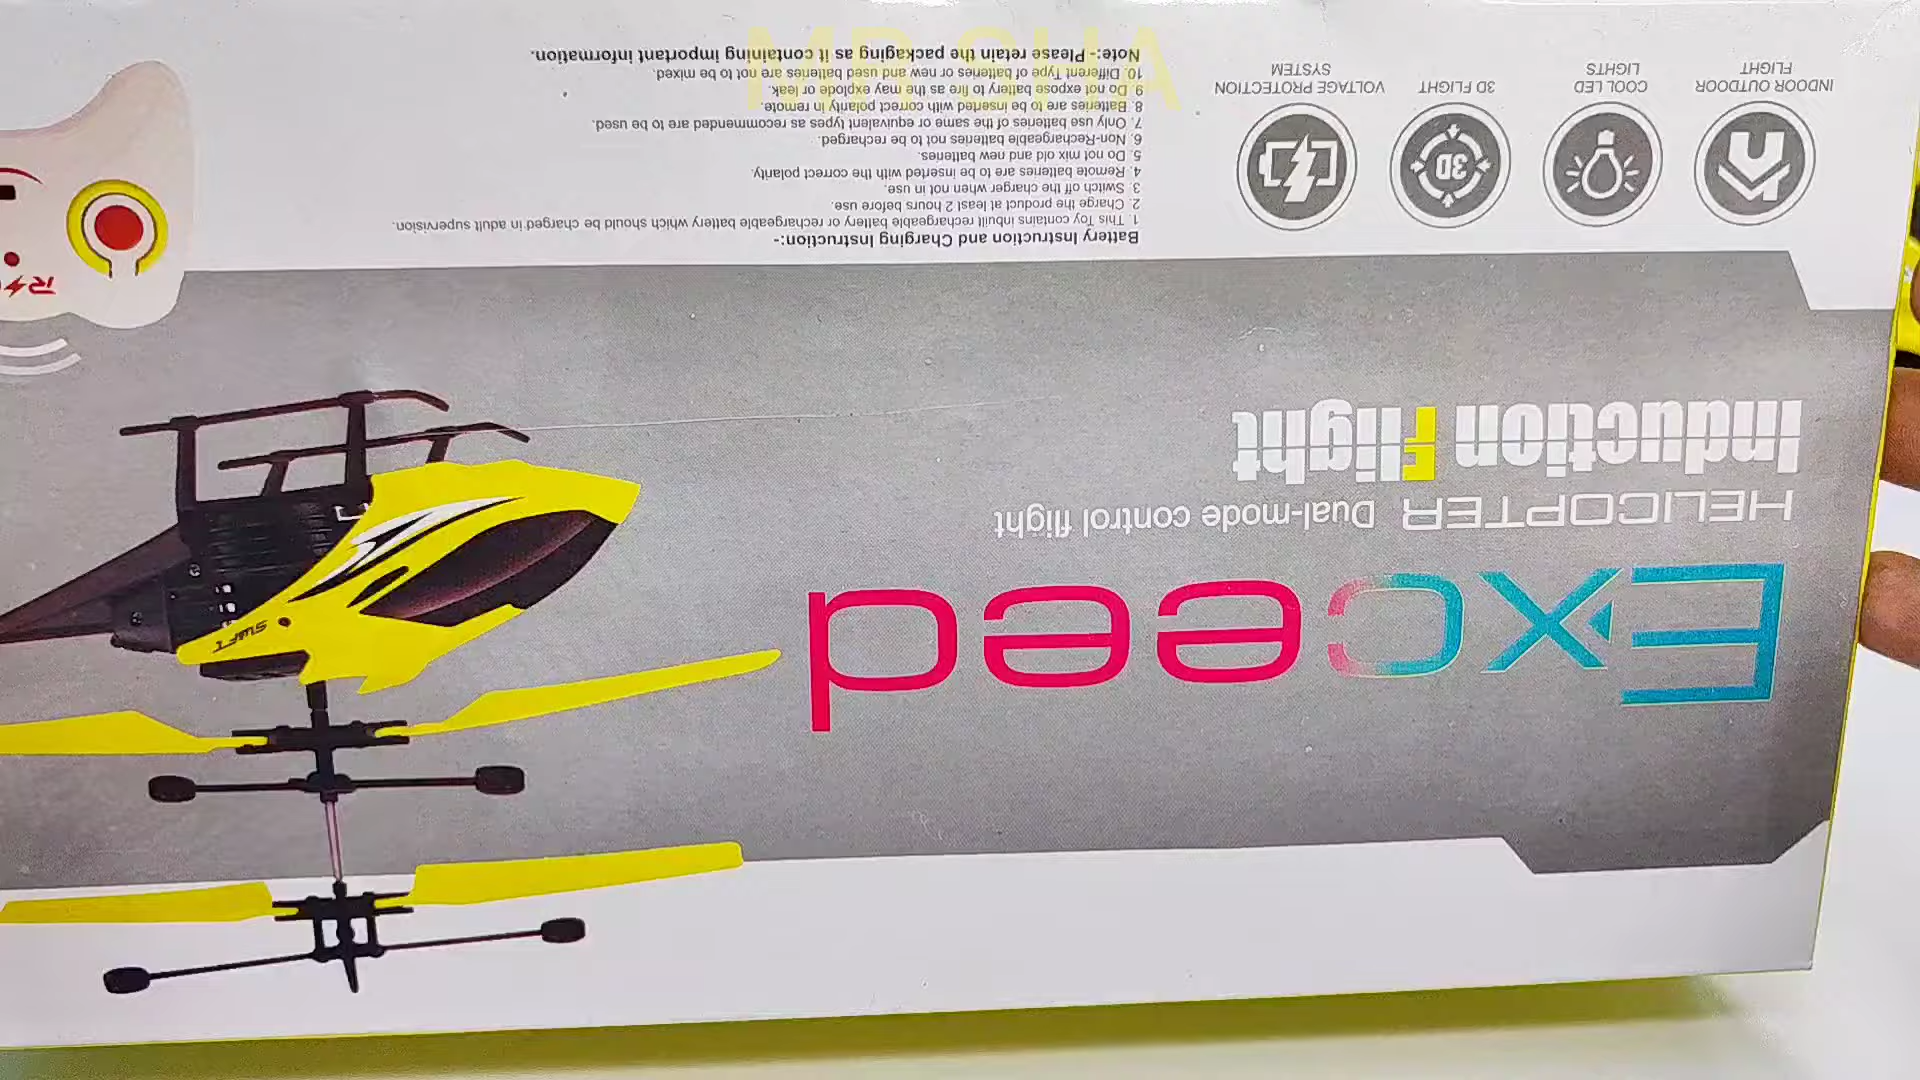 Exceed
HELICOPTER Dual-mode control flight
Induction Flight
SWIFT
Battery Instruction and Charging Instruction:-
1. This Toy contains inbuilt rechargeable battery or rechargeable battery which should be charged in adult supervision.
2. Charge the product at least 2 hours before use.
3. Switch off the charger when not in use.
4. Remote batteries are to be inserted with the correct polarity.
5. Do not mix old and new batteries.
6. Non-Rechargeable batteries not to be recharged.
7. Only use batteries of the same or equivalent types as recommended are to be used.
8. Batteries are to be inserted with correct polarity in remote.
9. Do not expose battery to fire as the may explode or leak.
10. Different Type of batteries or new and used batteries are not to be mixed.
Note:- Please retain the packaging as it containing important information.
INDOOR OUTDOOR
FLIGHT
COOL LED
LIGHTS
3D
3D FLIGHT
VOLTAGE PROTECTION
SYSTEM